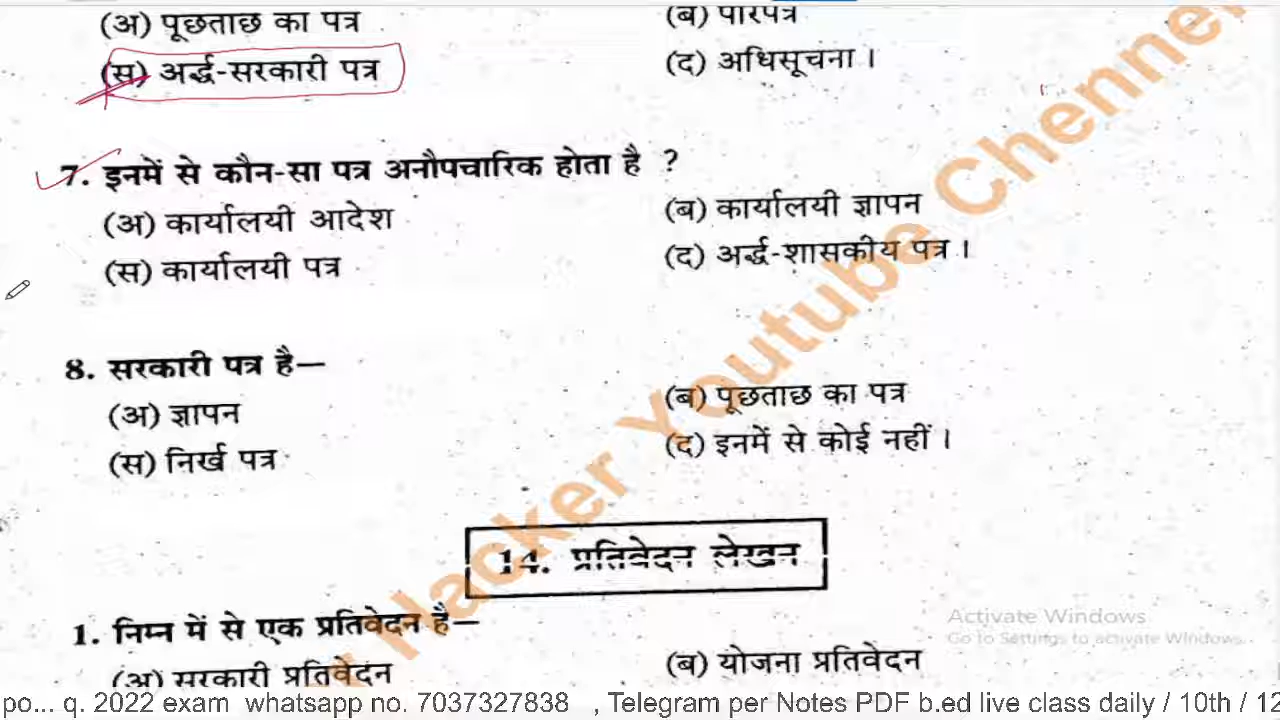 (अ) पूछताछ का पत्र
(ब) पारपत्र
(स) अर्द्ध-सरकारी पत्र
(द) अधिसूचना ।
7. इनमें से कौन-सा पत्र अनौपचारिक होता है ?
(अ) कार्यालयी आदेश
(ब) कार्यालयी ज्ञापन
(स) कार्यालयी पत्र
(द) अर्द्ध-शासकीय पत्र ।
8. सरकारी पत्र है—
(अ) ज्ञापन
(ब) पूछताछ का पत्र
(स) निर्ख पत्र
(द) इनमें से कोई नहीं ।
14. प्रतिवेदन लेखन
1. निम्न में से एक प्रतिवेदन है—
(अ) सरकारी प्रतिवेदन
(ब) योजना प्रतिवेदन
Hacker Youtube Chennel
Activate Windows
Go to Settings to activate Windows.
po... q. 2022 exam whatsapp no. 7037327838 , Telegram per Notes PDF b.ed live class daily / 10th / 12